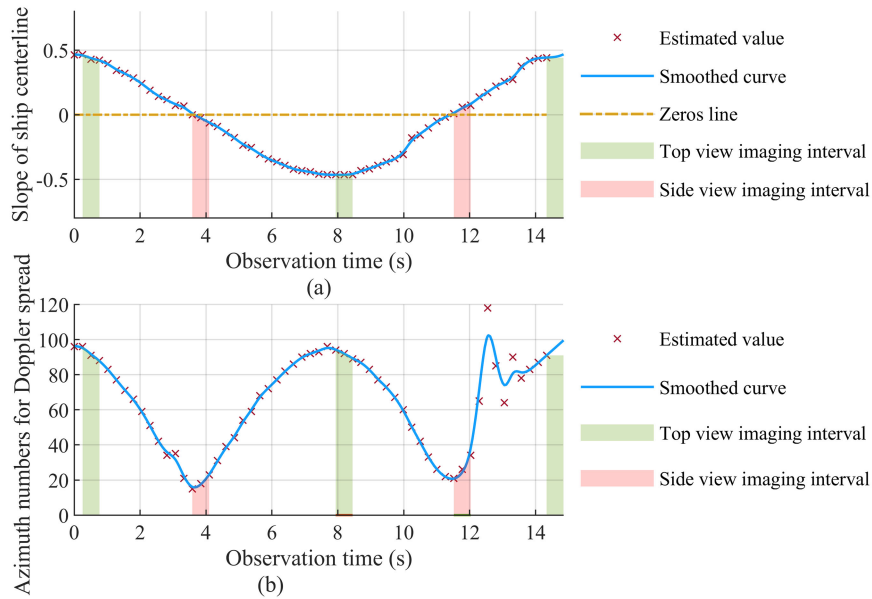 Slope of ship centerline
0.5
0
-0.5
0 2 4 6 8 10 12 14
Observation time (s)
(a)
Estimated value
Smoothed curve
Zeros line
Top view imaging interval
Side view imaging interval
Azimuth numbers for Doppler spread
120
100
80
60
40
20
0
0 2 4 6 8 10 12 14
Observation time (s)
(b)
Estimated value
Smoothed curve
Top view imaging interval
Side view imaging interval